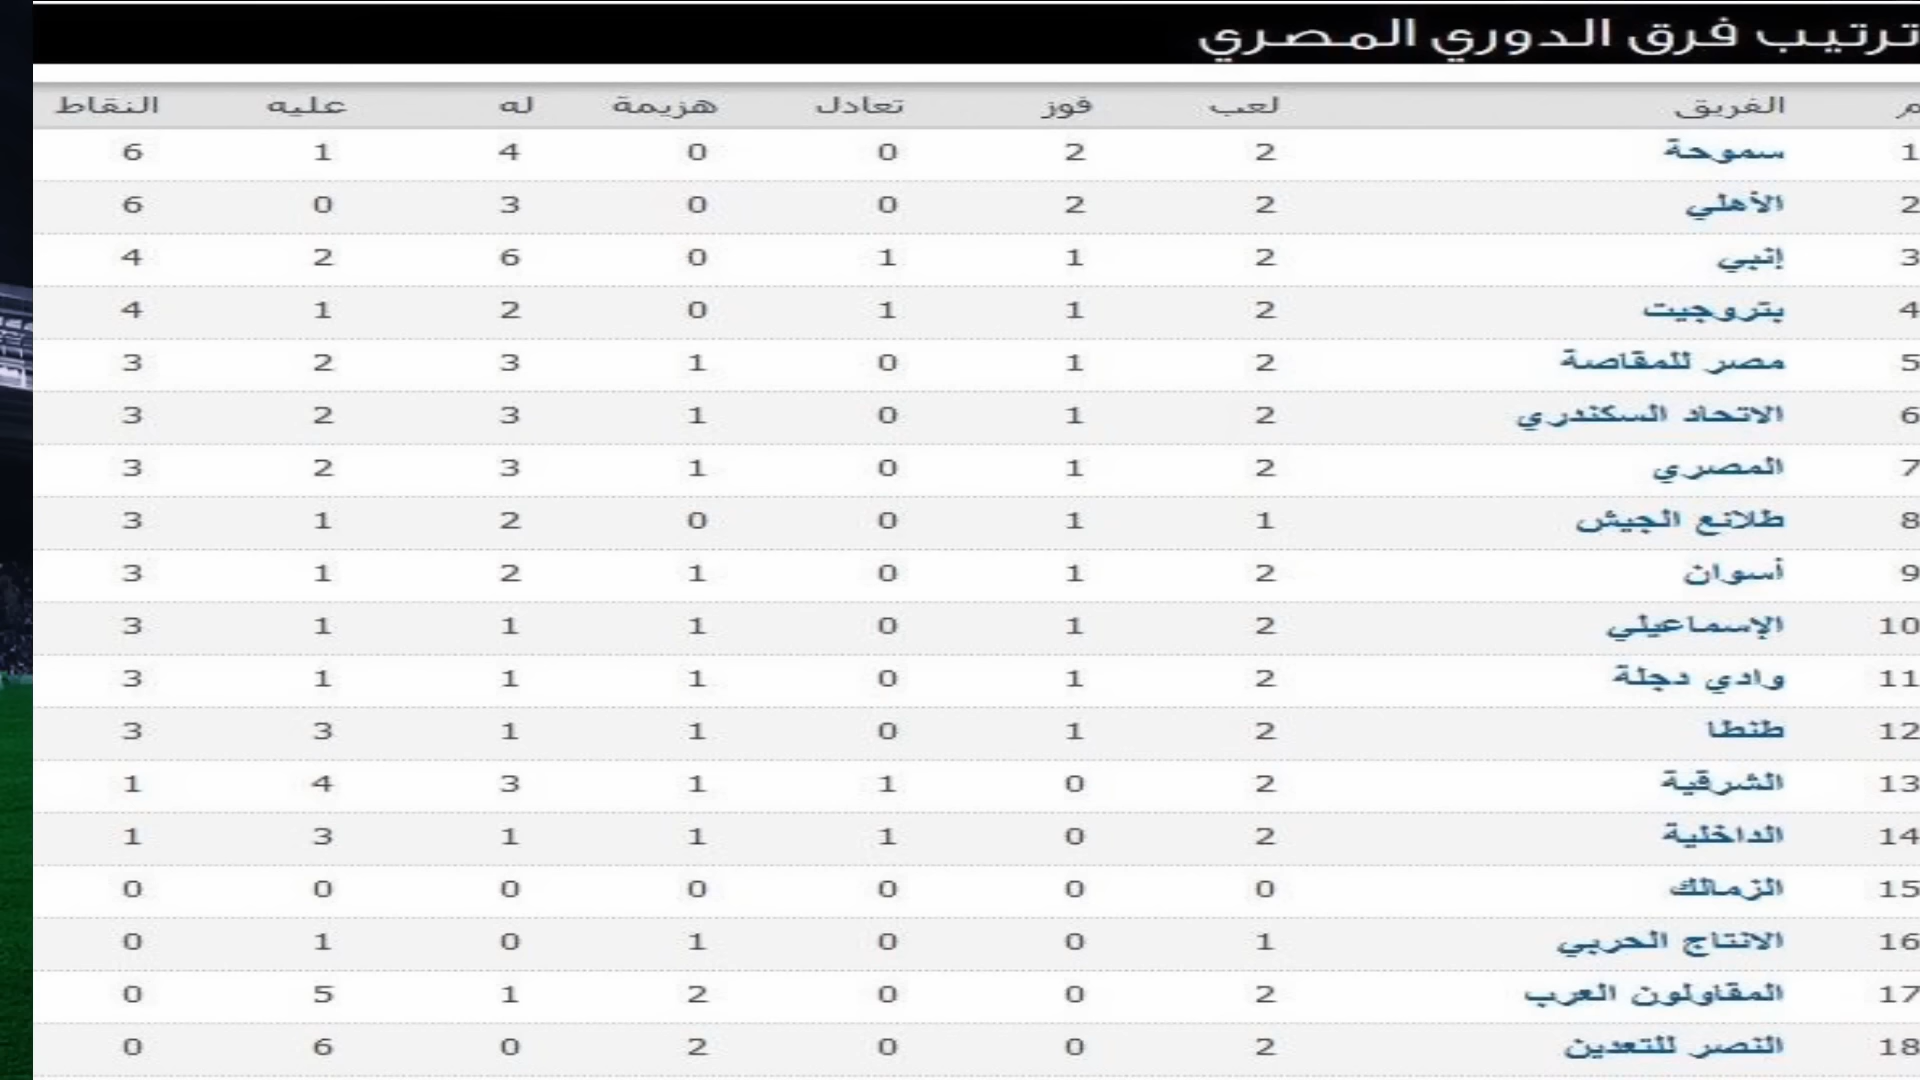 ترتيب فرق الدوري المصري
م الفريق لعب فوز تعادل هزيمة له عليه النقاط
1 سموحة 2 2 0 0 4 1 6
2 الأهلي 2 2 0 0 3 0 6
3 إنبي 2 1 1 0 6 2 4
4 بتروجيت 2 1 1 0 2 1 4
5 مصر للمقاصة 2 1 0 1 3 2 3
6 الاتحاد السكندري 2 1 0 1 3 2 3
7 المصري 2 1 0 1 3 2 3
8 طلائع الجيش 1 1 0 0 2 1 3
9 أسوان 2 1 0 1 2 1 3
10 الإسماعيلي 2 1 0 1 1 1 3
11 وادي دجلة 2 1 0 1 1 1 3
12 طنطا 2 1 0 1 1 3 3
13 الشرقية 2 0 1 1 3 4 1
14 الداخلية 2 0 1 1 1 3 1
15 الزمالك 0 0 0 0 0 0 0
16 الانتاج الحربي 1 0 0 1 0 1 0
17 المقاولون العرب 2 0 0 2 1 5 0
18 النصر للتعدين 2 0 0 2 0 6 0